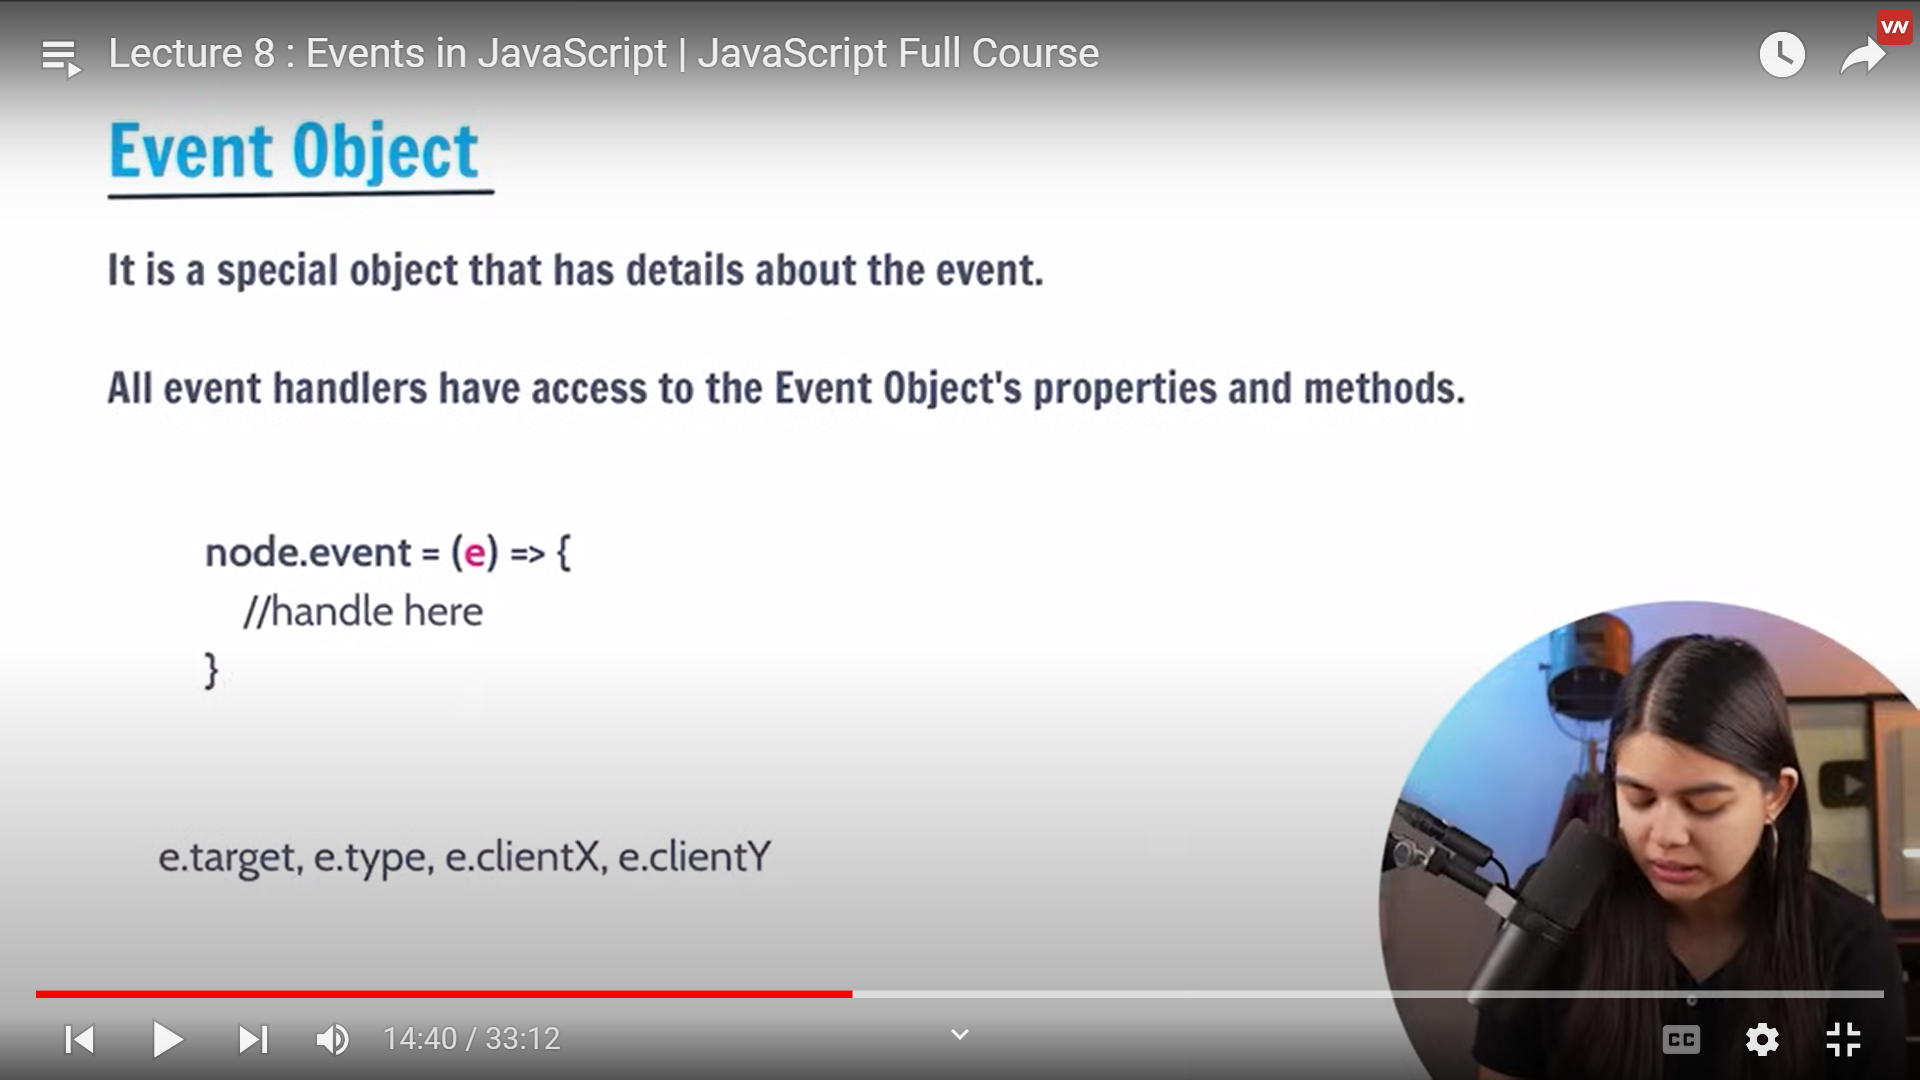 Lecture 8 : Events in JavaScript | JavaScript Full Course
VN
Event Object
It is a special object that has details about the event.
All event handlers have access to the Event Object's properties and methods.
node.event = (e) => {
//handle here
}
e.target, e.type, e.clientX, e.clientY
14:40 / 33:12
CC